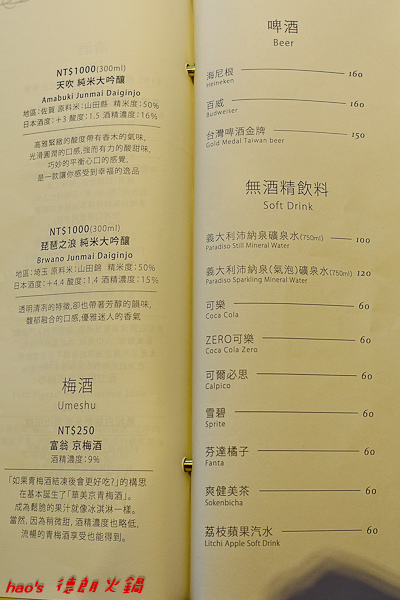 NT$1000(300ml)
天吹 純米大吟釀
Amabuki Junmai Daiginjo
地區：佐賀 原料米：山田縣 精米度：50%
日本酒度：+3 酸度：1.5 酒精濃度：16%
高雅緊緻的酸度帶有香木的氣味，
光滑圓潤的口感，強而有力的酸甜味，
巧妙的平衡心口的感覺，
是一款讓你感受到幸福的逸品
NT$1000(300ml)
琵琶之浪 純米大吟釀
Brwano Junmai Daiginjo
地區：埼玉 原料米：山田錦 精米度：50%
日本酒度：+4.4 酸度：1.4 酒精濃度：15%
透明清洌的特徵，卻也帶著芳醇的韻味，
馥郁融合的口感，優雅迷人的香氣
梅酒
Umeshu
NT$250
富翁 京梅酒
酒精濃度：9%
「如果青梅酒結凍後會更好吃?」的構思
在基本誕生了「華美京青梅酒」。
成為鬆脆的果汁就像冰淇淋一樣。
當然，因為稍微甜，酒精濃度也略低，
流暢的青梅酒享受也能得到。
啤酒
Beer
海尼根 160
Heineken
百威 160
Budweiser
台灣啤酒金牌 150
Gold Medal Taiwan beer
無酒精飲料
Soft Drink
義大利沛納泉礦泉水(750ml) 100
Paradiso Still Mineral Water
義大利沛納泉(氣泡)礦泉水(750ml) 120
Paradiso Sparkling Mineral Water
可樂 60
Coca Cola
ZERO可樂 60
Coca Cola Zero
可爾必思 60
Calpico
雪碧 60
Sprite
芬達橘子 60
Fanta
爽健美茶 60
Sokenbicha
荔枝蘋果汽水 60
Litchi Apple Soft Drink
hao's 德朗火鍋